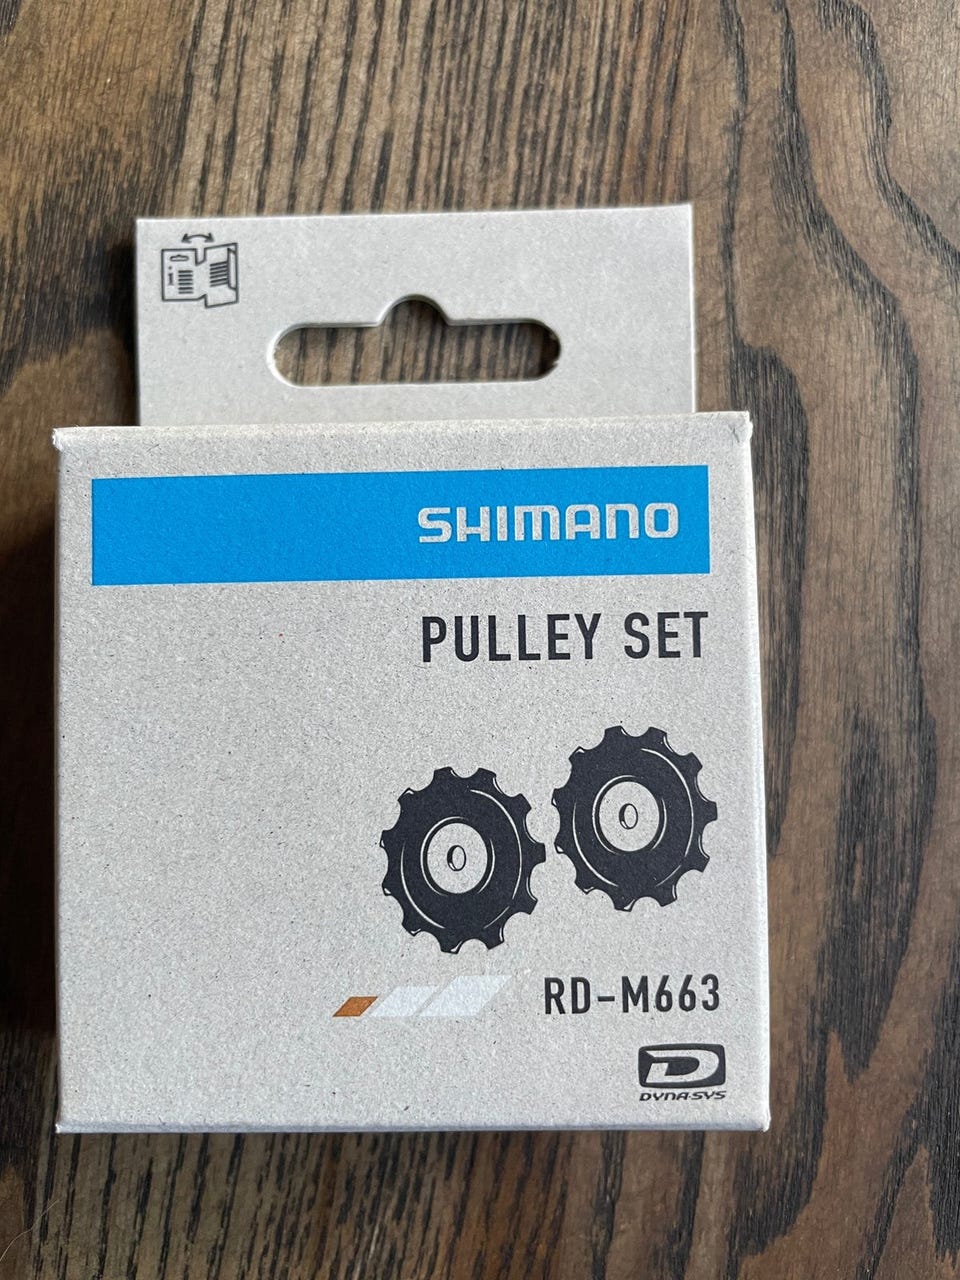 SHIMANO
PULLEY SET
RD-M663
D
DYNA-SYS